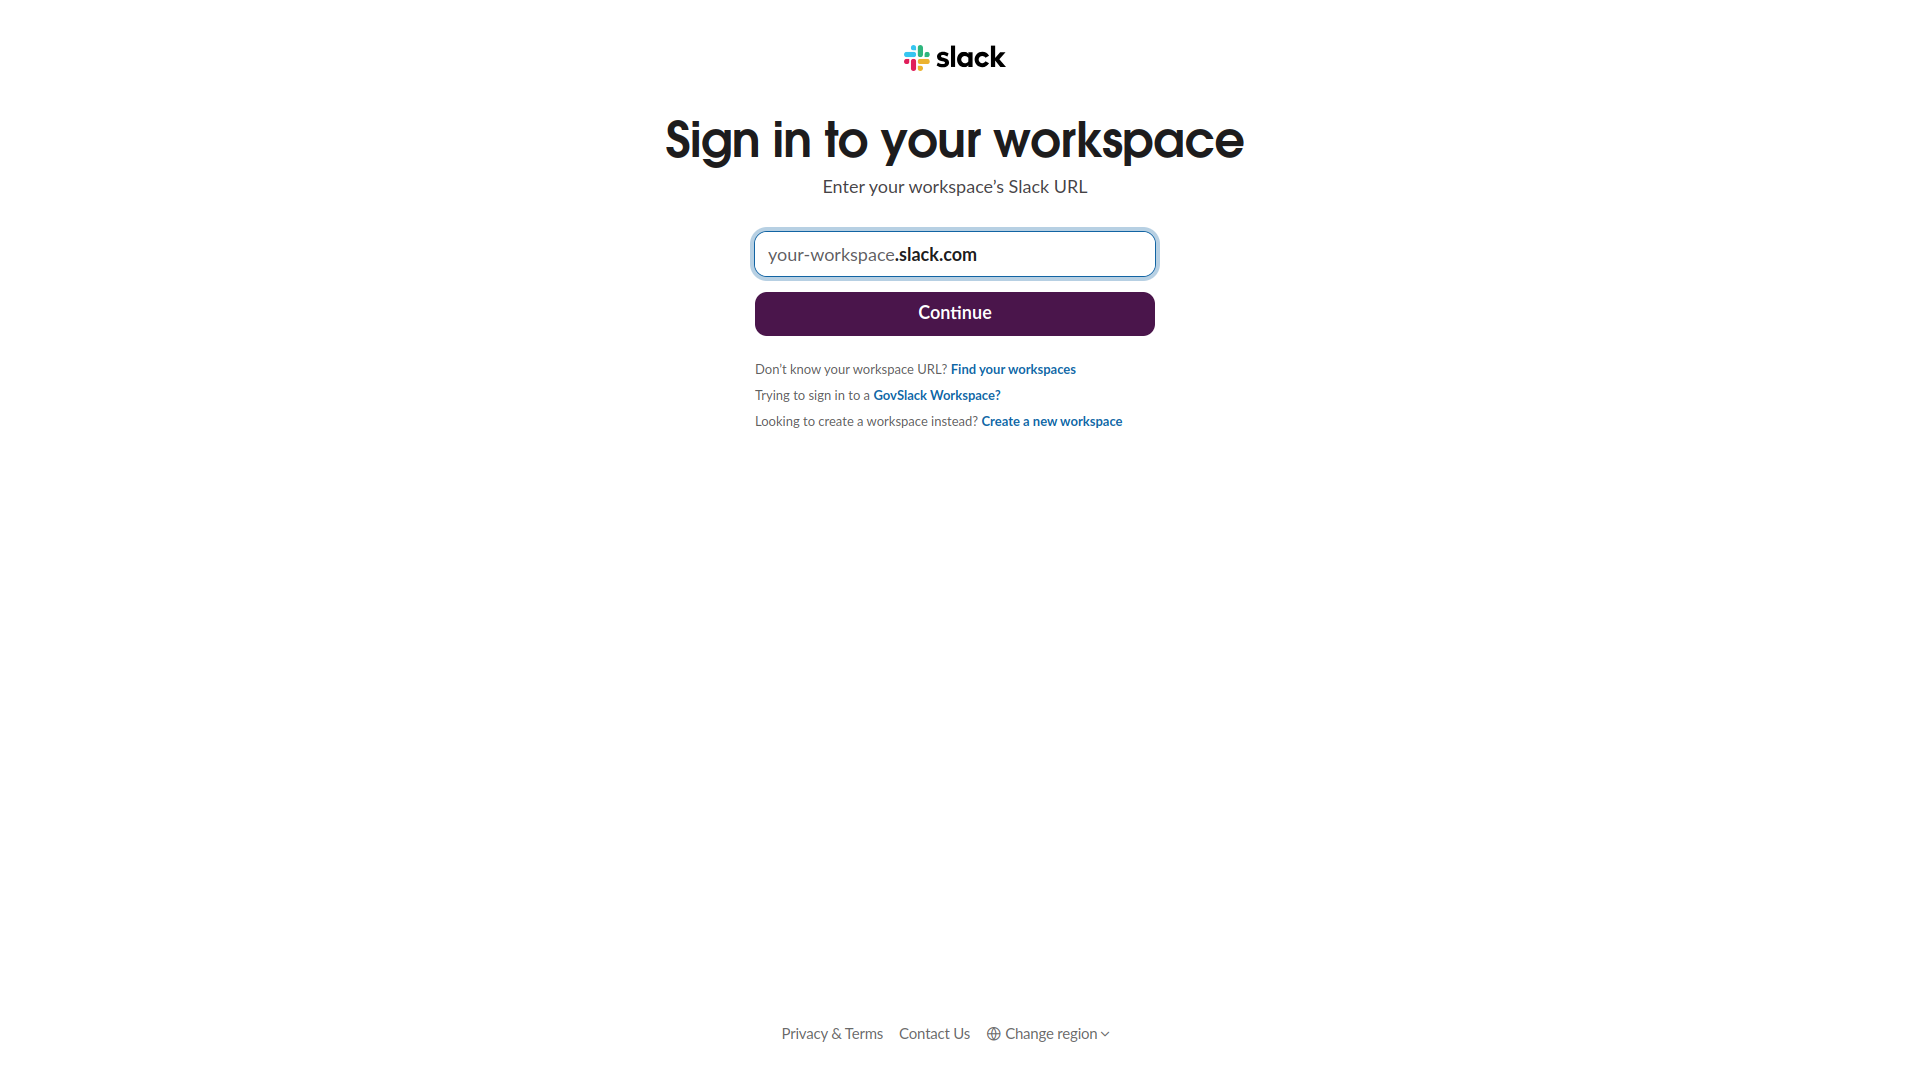 slack
Sign in to your workspace
Enter your workspace’s Slack URL
your-workspace.slack.com
Continue
Don’t know your workspace URL? Find your workspaces
Trying to sign in to a GovSlack Workspace?
Looking to create a workspace instead? Create a new workspace
Privacy & Terms Contact Us Change region